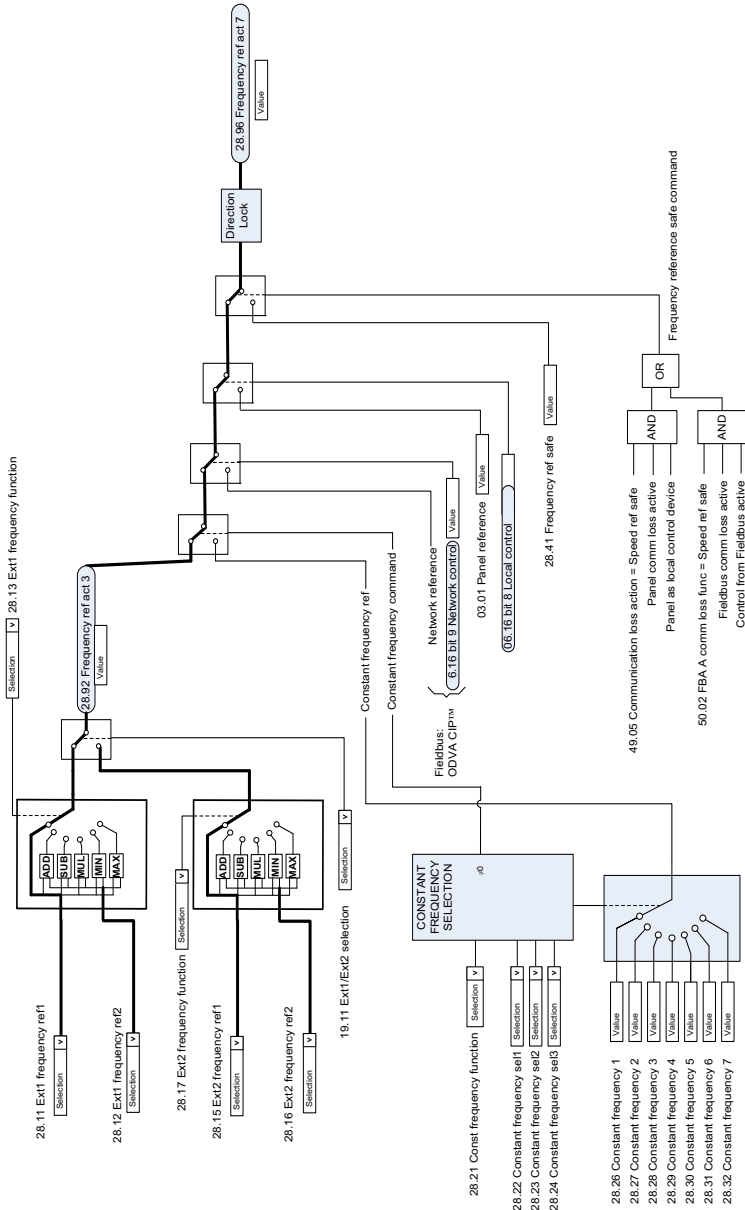 28.11 Ext1 frequency ref1
Selection v
28.12 Ext1 frequency ref2
Selection v
ADD
SUB
MUL
MIN
MAX
Selection v 28.13 Ext1 frequency function
28.17 Ext2 frequency function Selection v
28.15 Ext2 frequency ref1
Selection v
28.16 Ext2 frequency ref2
Selection v
ADD
SUB
MUL
MIN
MAX
19.11 Ext1/Ext2 selection
Selection v
28.92 Frequency ref act 3
Value
28.21 Const frequency function Selection v
28.22 Constant frequency sel1 Selection v
28.23 Constant frequency sel2 Selection v
28.24 Constant frequency sel3 Selection v
CONSTANT
FREQUENCY
SELECTION
≠0
28.26 Constant frequency 1 Value
28.27 Constant frequency 2 Value
28.28 Constant frequency 3 Value
28.29 Constant frequency 4 Value
28.30 Constant frequency 5 Value
28.31 Constant frequency 6 Value
28.32 Constant frequency 7 Value
Constant frequency ref
Constant frequency command
Fieldbus:
ODVA CIP™
Network reference
Value
6.16 bit 9 Network control
03.01 Panel reference Value
06.16 bit 8 Local control
28.41 Frequency ref safe Value
49.05 Communication loss action = Speed ref safe
Panel comm loss active
Panel as local control device
AND
50.02 FBA A comm loss func = Speed ref safe
Fieldbus comm loss active
Control from Fieldbus active
AND
OR
Frequency reference safe command
Direction
Lock
28.96 Frequency ref act 7
Value